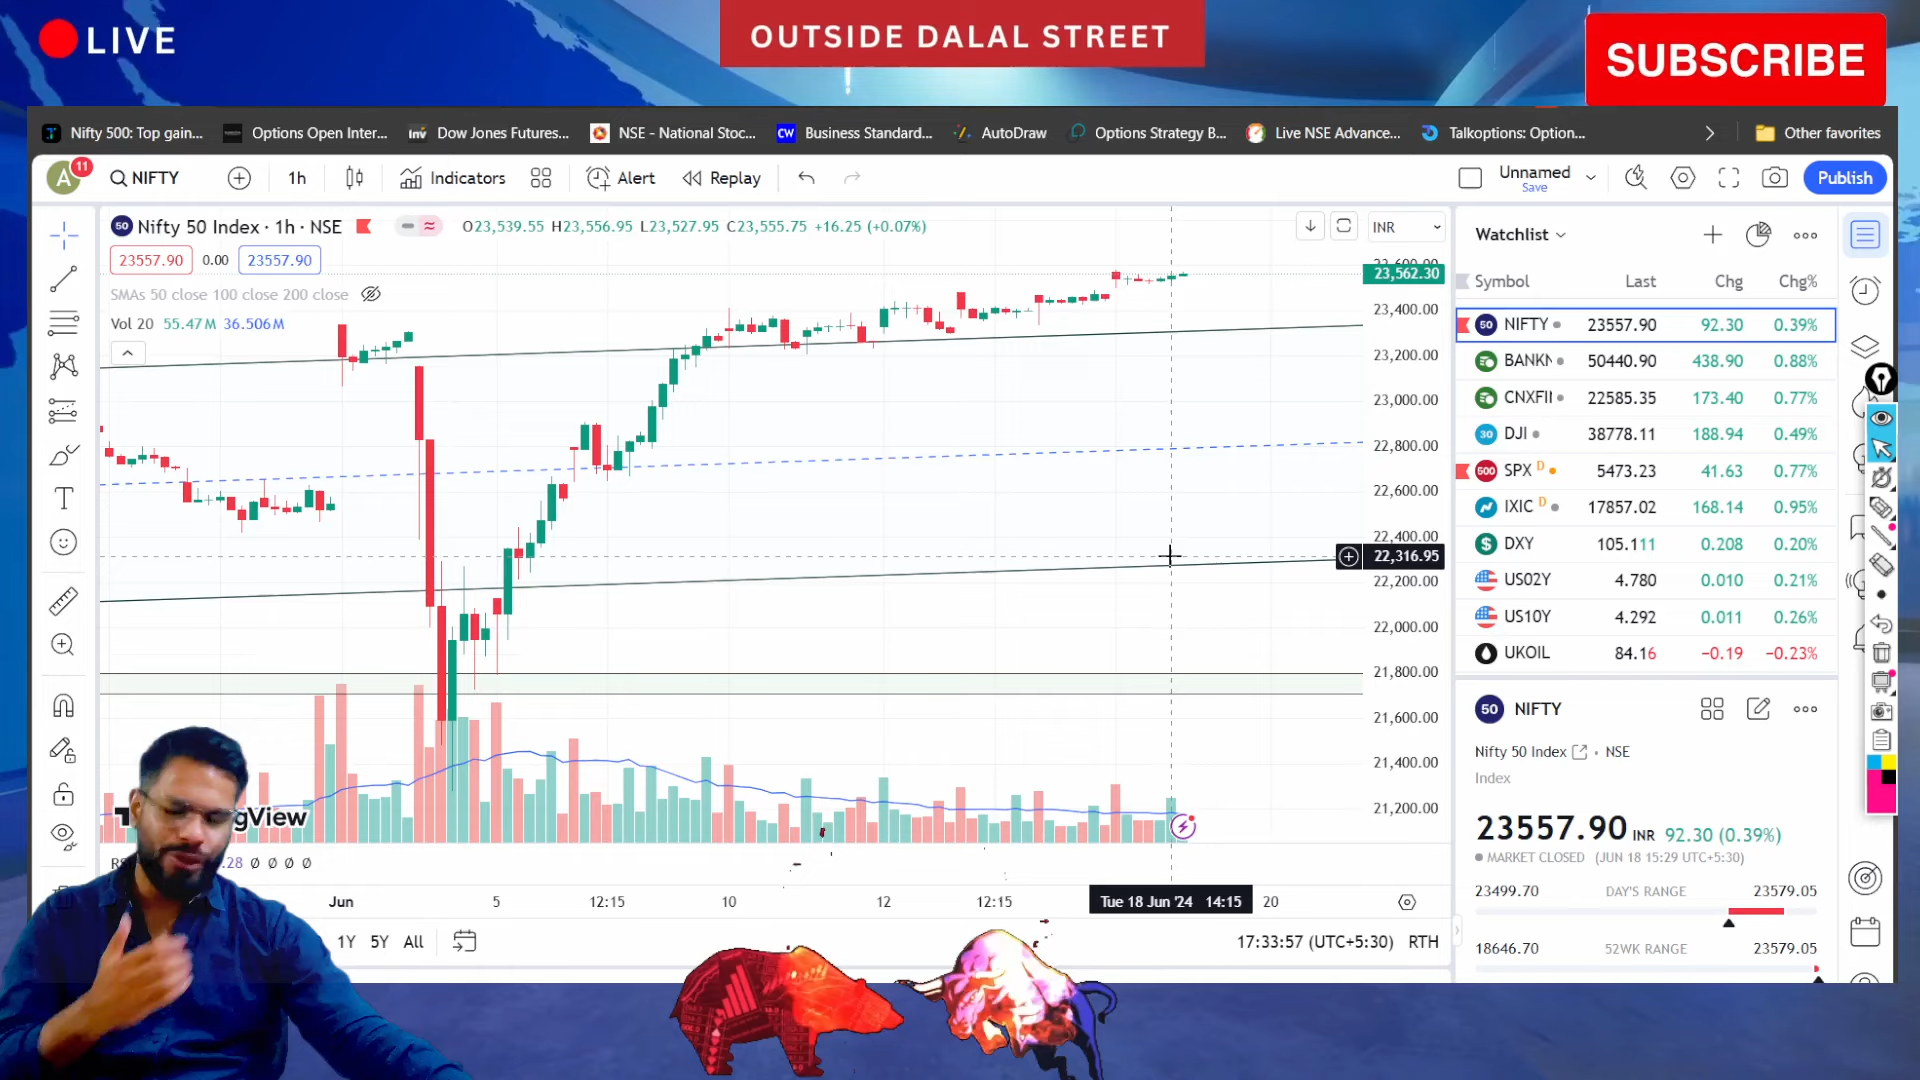 LIVE
OUTSIDE DALAL STREET
SUBSCRIBE
Nifty 500: Top gain... Options Open Inter... Dow Jones Futures... NSE - National Stoc... Business Standard... AutoDraw Options Strategy B... Live NSE Advance... Talkoptions: Option... Other favorites
A 11 NIFTY 1h Indicators Alert Replay Unnamed Save Publish
50 Nifty 50 Index · 1h · NSE O23,539.55 H23,556.95 L23,527.95 C23,555.75 +16.25 (+0.07%) INR
23557.90 0.00 23557.90
SMAs 50 close 100 close 200 close
Vol 20 55.47M 36.506M
23,562.30
23,400.00
23,200.00
23,000.00
22,800.00
22,600.00
22,400.00
22,316.95
22,200.00
22,000.00
21,800.00
21,600.00
21,400.00
21,200.00
gView
.28 Ø Ø Ø Ø
Jun 5 12:15 10 12 12:15 Tue 18 Jun '24 14:15 20
1Y 5Y All 17:33:57 (UTC+5:30) RTH
Watchlist
Symbol Last Chg Chg%
50 NIFTY 23557.90 92.30 0.39%
BANKN 50440.90 438.90 0.88%
CNXFI 22585.35 173.40 0.77%
30 DJI 38778.11 188.94 0.49%
500 SPX D 5473.23 41.63 0.77%
IXIC D 17857.02 168.14 0.95%
$ DXY 105.111 0.208 0.20%
US02Y 4.780 0.010 0.21%
US10Y 4.292 0.011 0.26%
UKOIL 84.16 −0.19 −0.23%
50 NIFTY
Nifty 50 Index • NSE
Index
23557.90 INR 92.30 (0.39%)
MARKET CLOSED (JUN 18 15:29 UTC+5:30)
23499.70 DAY'S RANGE 23579.05
18646.70 52WK RANGE 23579.05